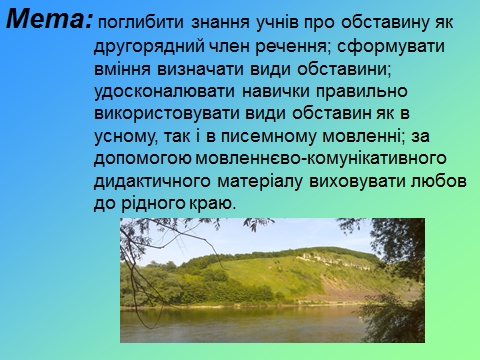 Мета: поглибити знання учнів про обставину як
другорядний член речення; сформувати
вміння визначати види обставини;
удосконалювати навички правильно
використовувати види обставин як в
усному, так і в писемному мовленні; за
допомогою мовленнєво-комунікативного
дидактичного матеріалу виховувати любов
до рідного краю.